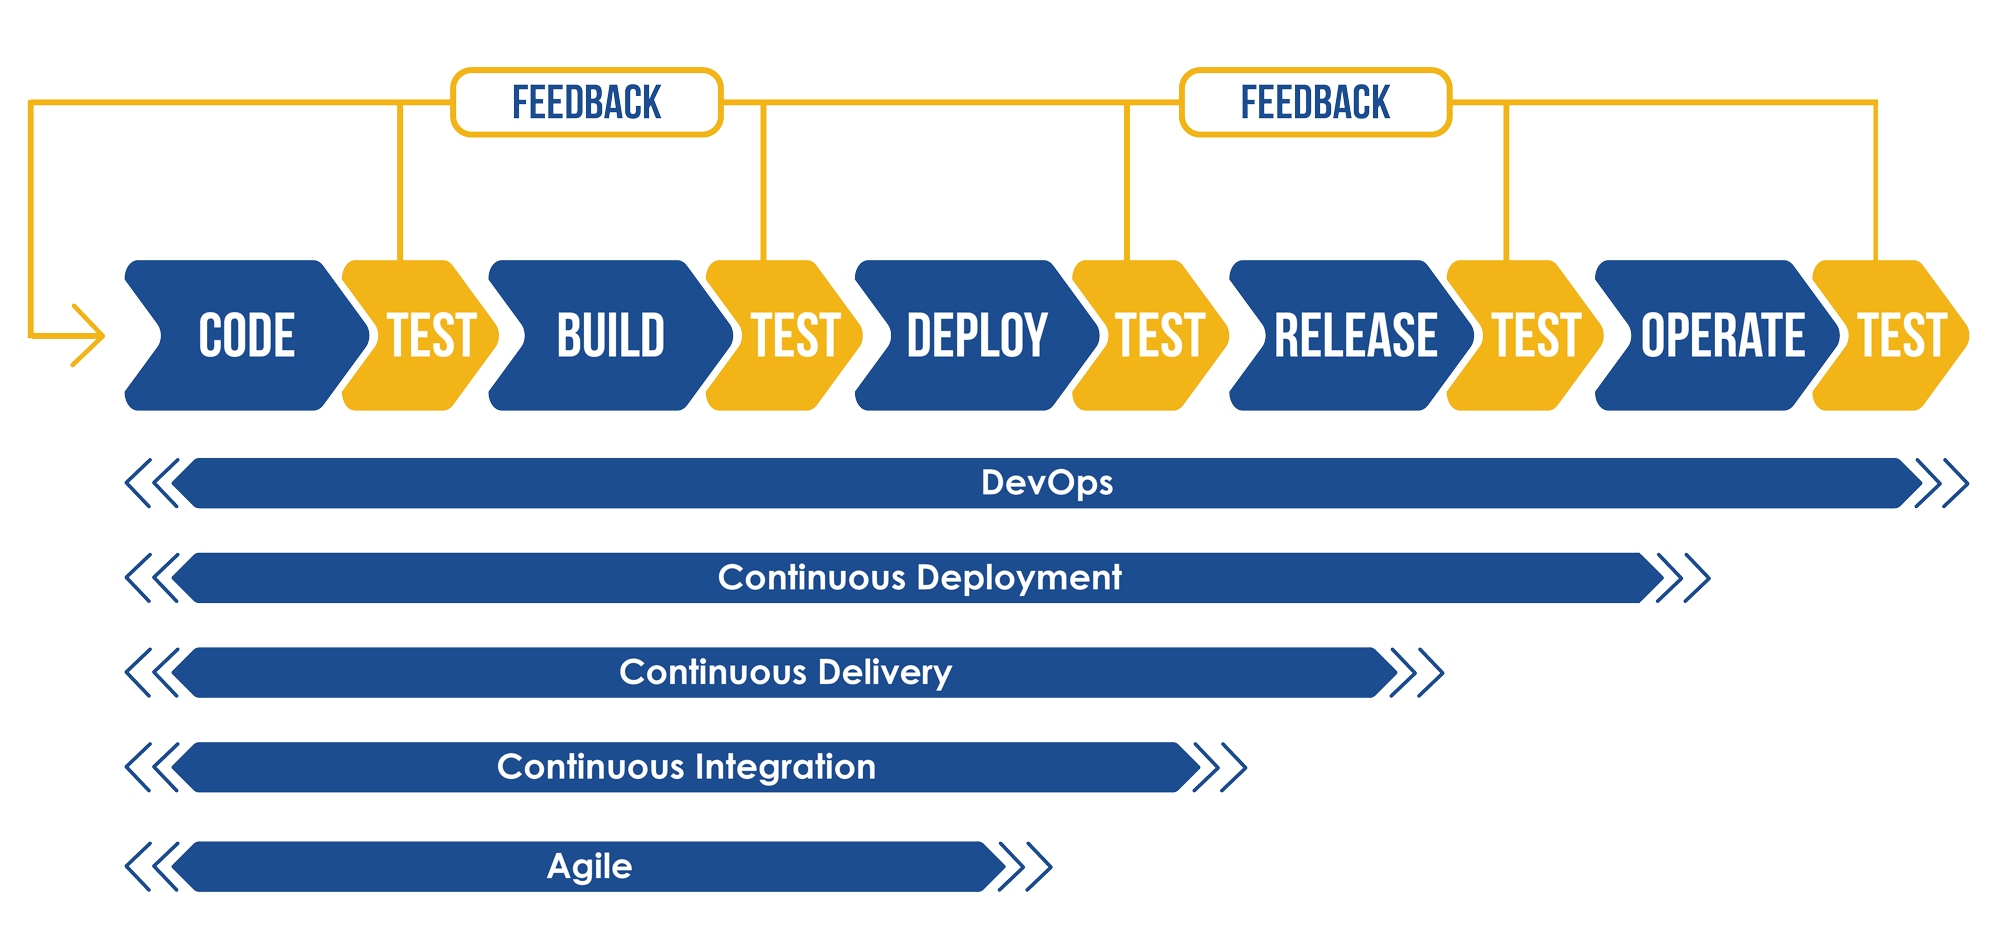 FEEDBACK
FEEDBACK
CODE
TEST
BUILD
TEST
DEPLOY
TEST
RELEASE
TEST
OPERATE
TEST
DevOps
Continuous Deployment
Continuous Delivery
Continuous Integration
Agile